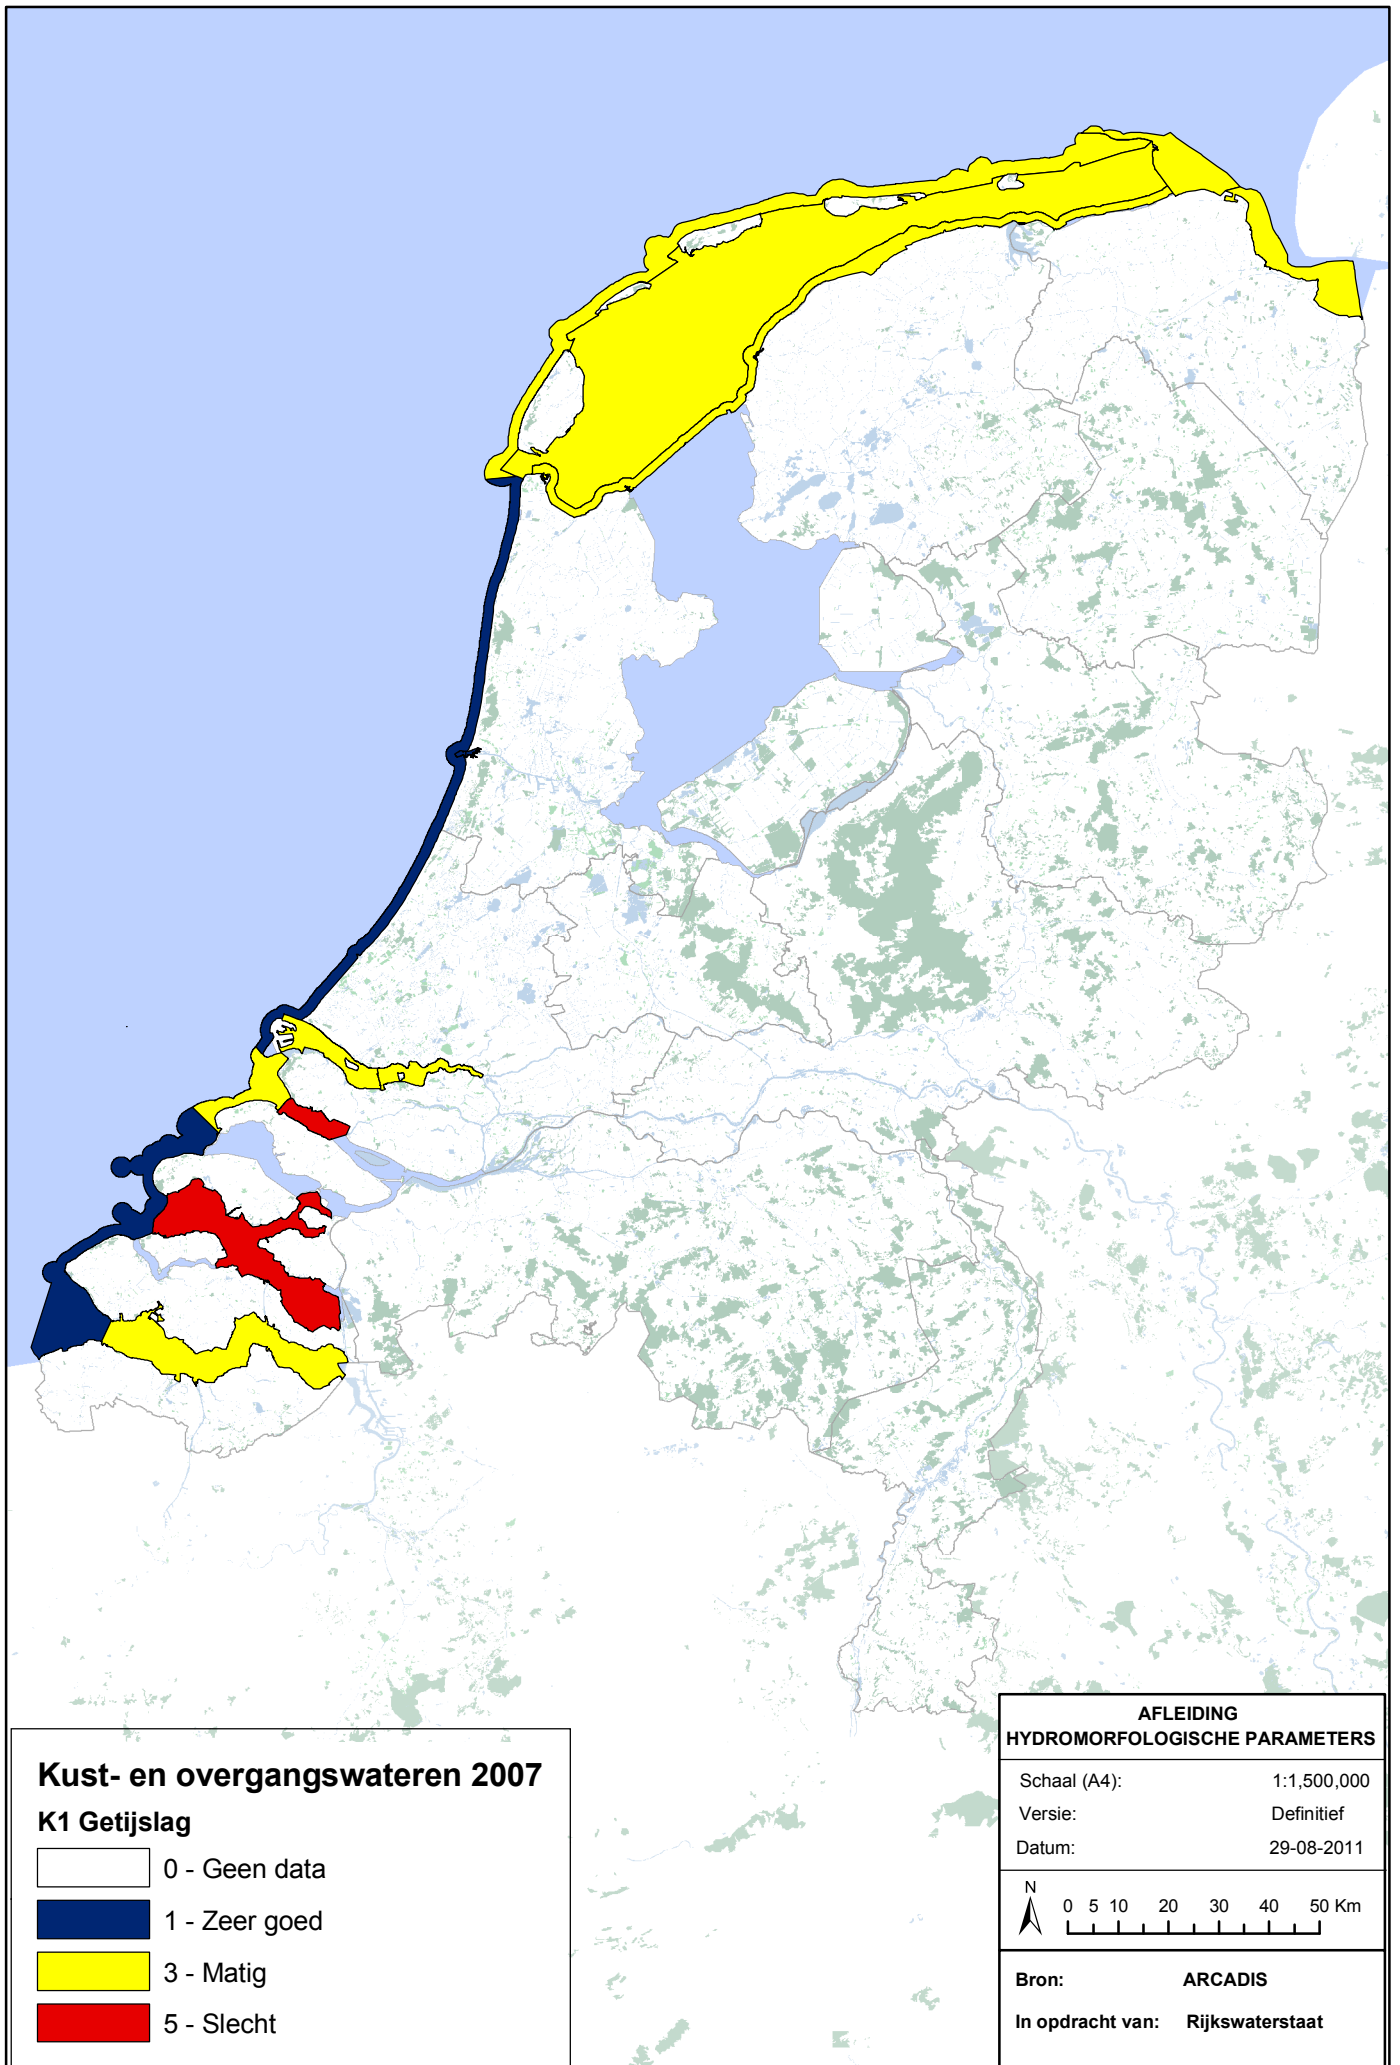 Kust- en overgangswateren 2007
K1 Getijslag
0 - Geen data
1 - Zeer goed
3 - Matig
5 - Slecht
AFLEIDING
HYDROMORFOLOGISCHE PARAMETERS
Schaal (A4): 1:1,500,000
Versie: Definitief
Datum: 29-08-2011
N
0 5 10 20 30 40 50 Km
Bron: ARCADIS
In opdracht van: Rijkswaterstaat